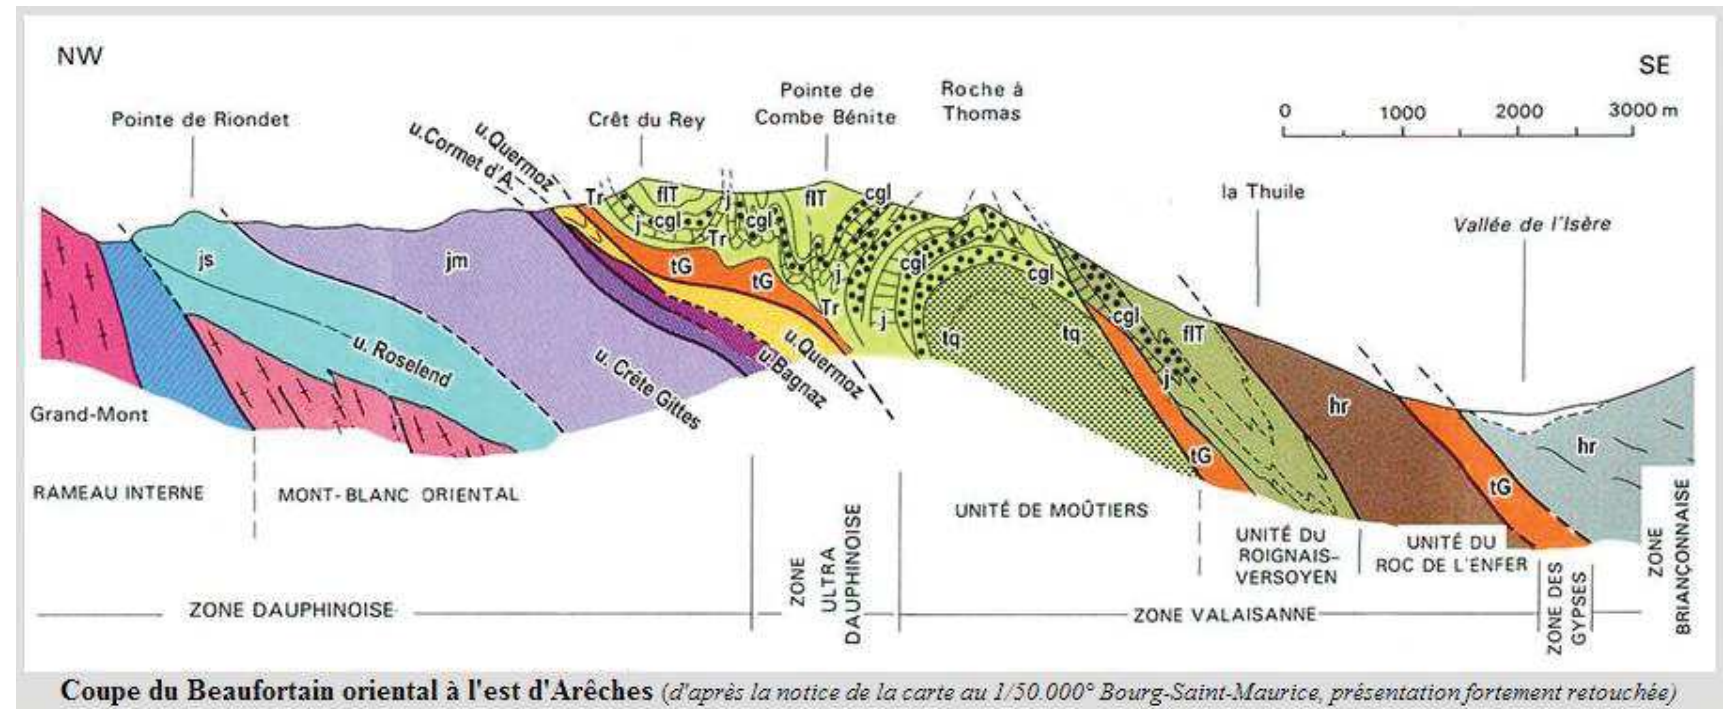 NW
SE
Pointe de Riondet
u.Cormet d'A.
u.Quermoz
Crêt du Rey
Pointe de
Combe Bénite
Roche à
Thomas
0 1000 2000 3000 m
la Thuile
Vallée de l'Isère
Tr
flT
j
cgl
j
cgl
Tr
cgl
flT
cgl
js
jm
tG
tG
Tr
j
j
cgl
cgl
tq
tq
cgl
flT
j
tG
hr
tG
hr
u. Roselend
u. Crête Gittes
u.Bagnaz
u.Quermoz
Grand-Mont
RAMEAU INTERNE
MONT-BLANC ORIENTAL
UNITÉ DE MOÛTIERS
UNITÉ DU
ROIGNAIS-
VERSOYEN
UNITÉ DU
ROC DE L'ENFER
ZONE DAUPHINOISE
ZONE
ULTRA
DAUPHINOISE
ZONE VALAISANNE
ZONE DES
GYPSES
ZONE
BRIANÇONNAISE
Coupe du Beaufortain oriental à l'est d'Arêches (d'après la notice de la carte au 1/50.000° Bourg-Saint-Maurice, présentation fortement retouchée)